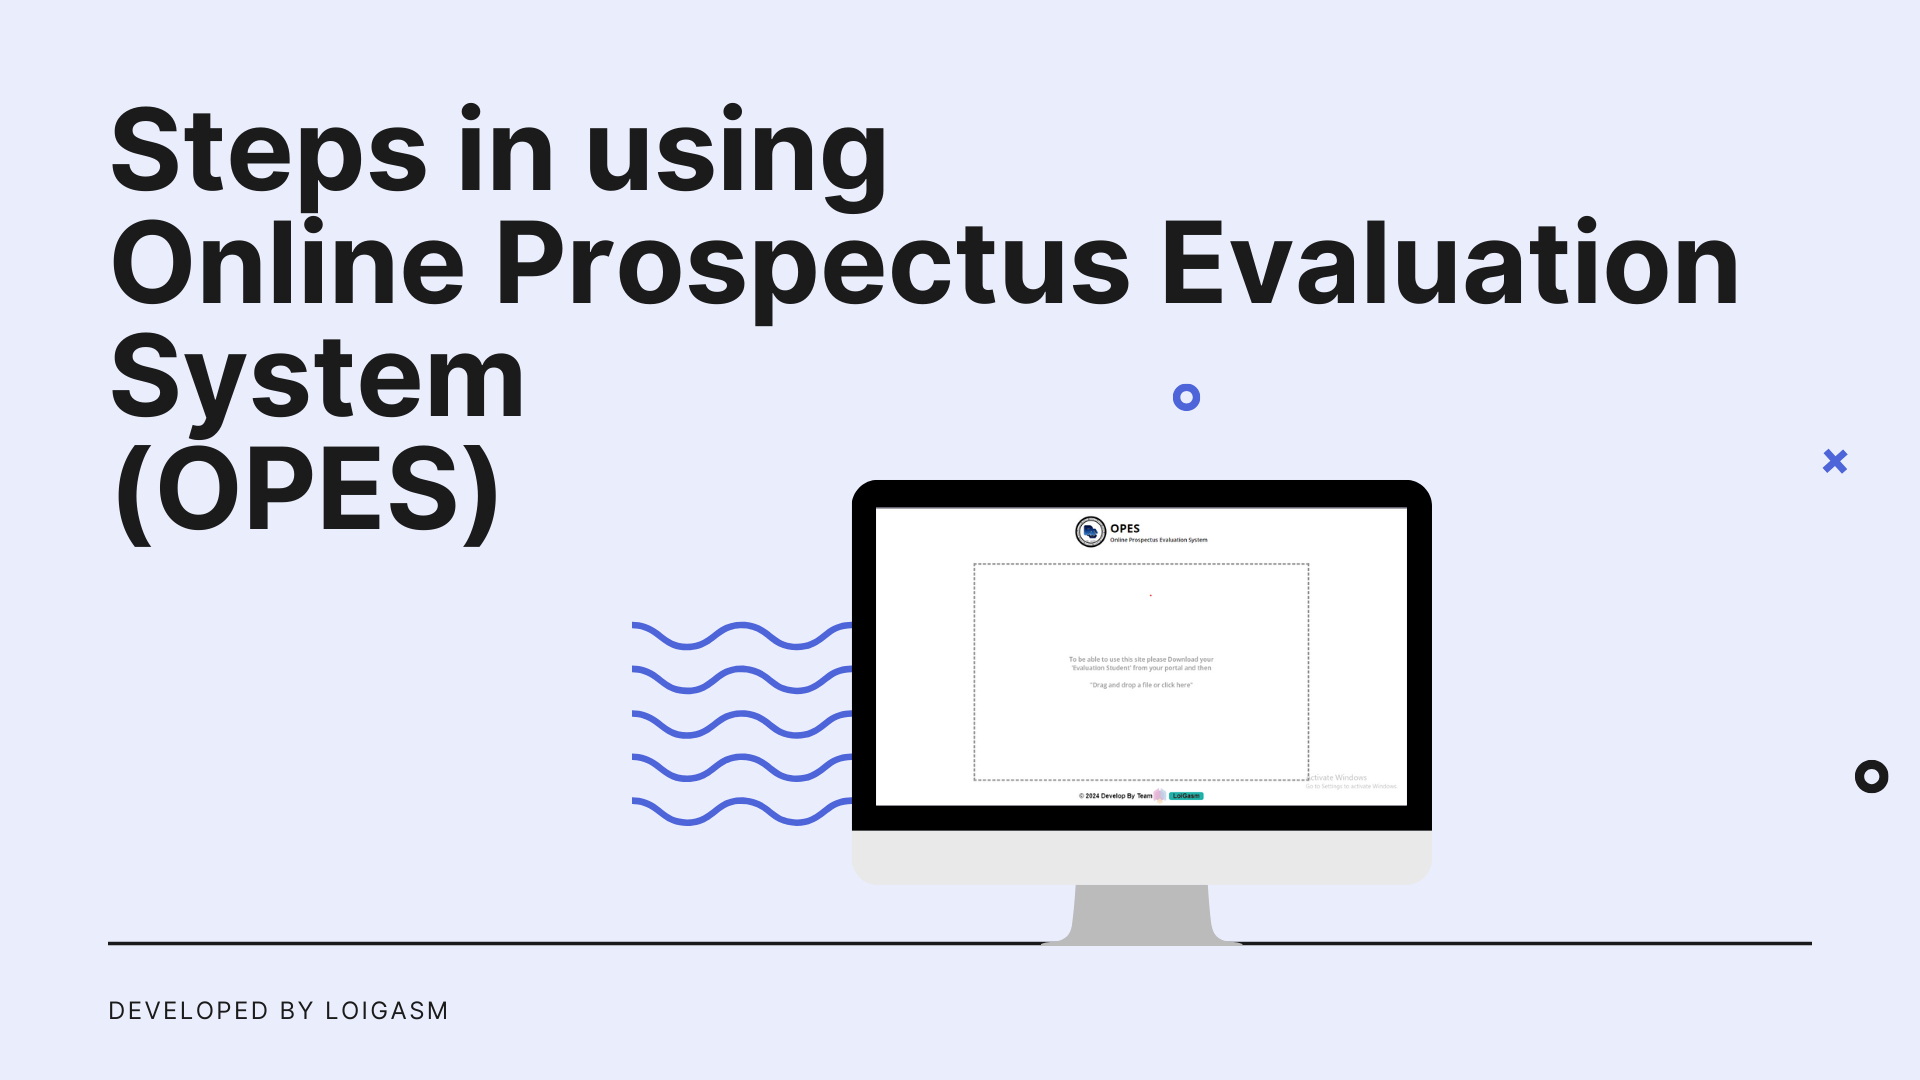 Steps in using
Online Prospectus Evaluation
System
(OPES)
OPES
Online Prospectus Evaluation System
To be able to use this site please Download your
'Evaluation Student' from your portal and then
"Drag and drop a file or click here"
Activate Windows
Go to Settings to activate Windows.
© 2024 Develop By Team LoiGasm
DEVELOPED BY LOIGASM